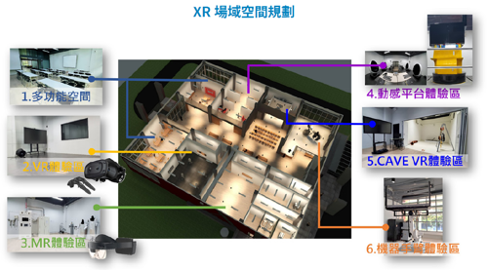 XR 場域空間規劃
1.多功能空間
2.VR體驗區
3.MR體驗區
4.動感平台體驗區
5.CAVE VR體驗區
6.機器手臂體驗區